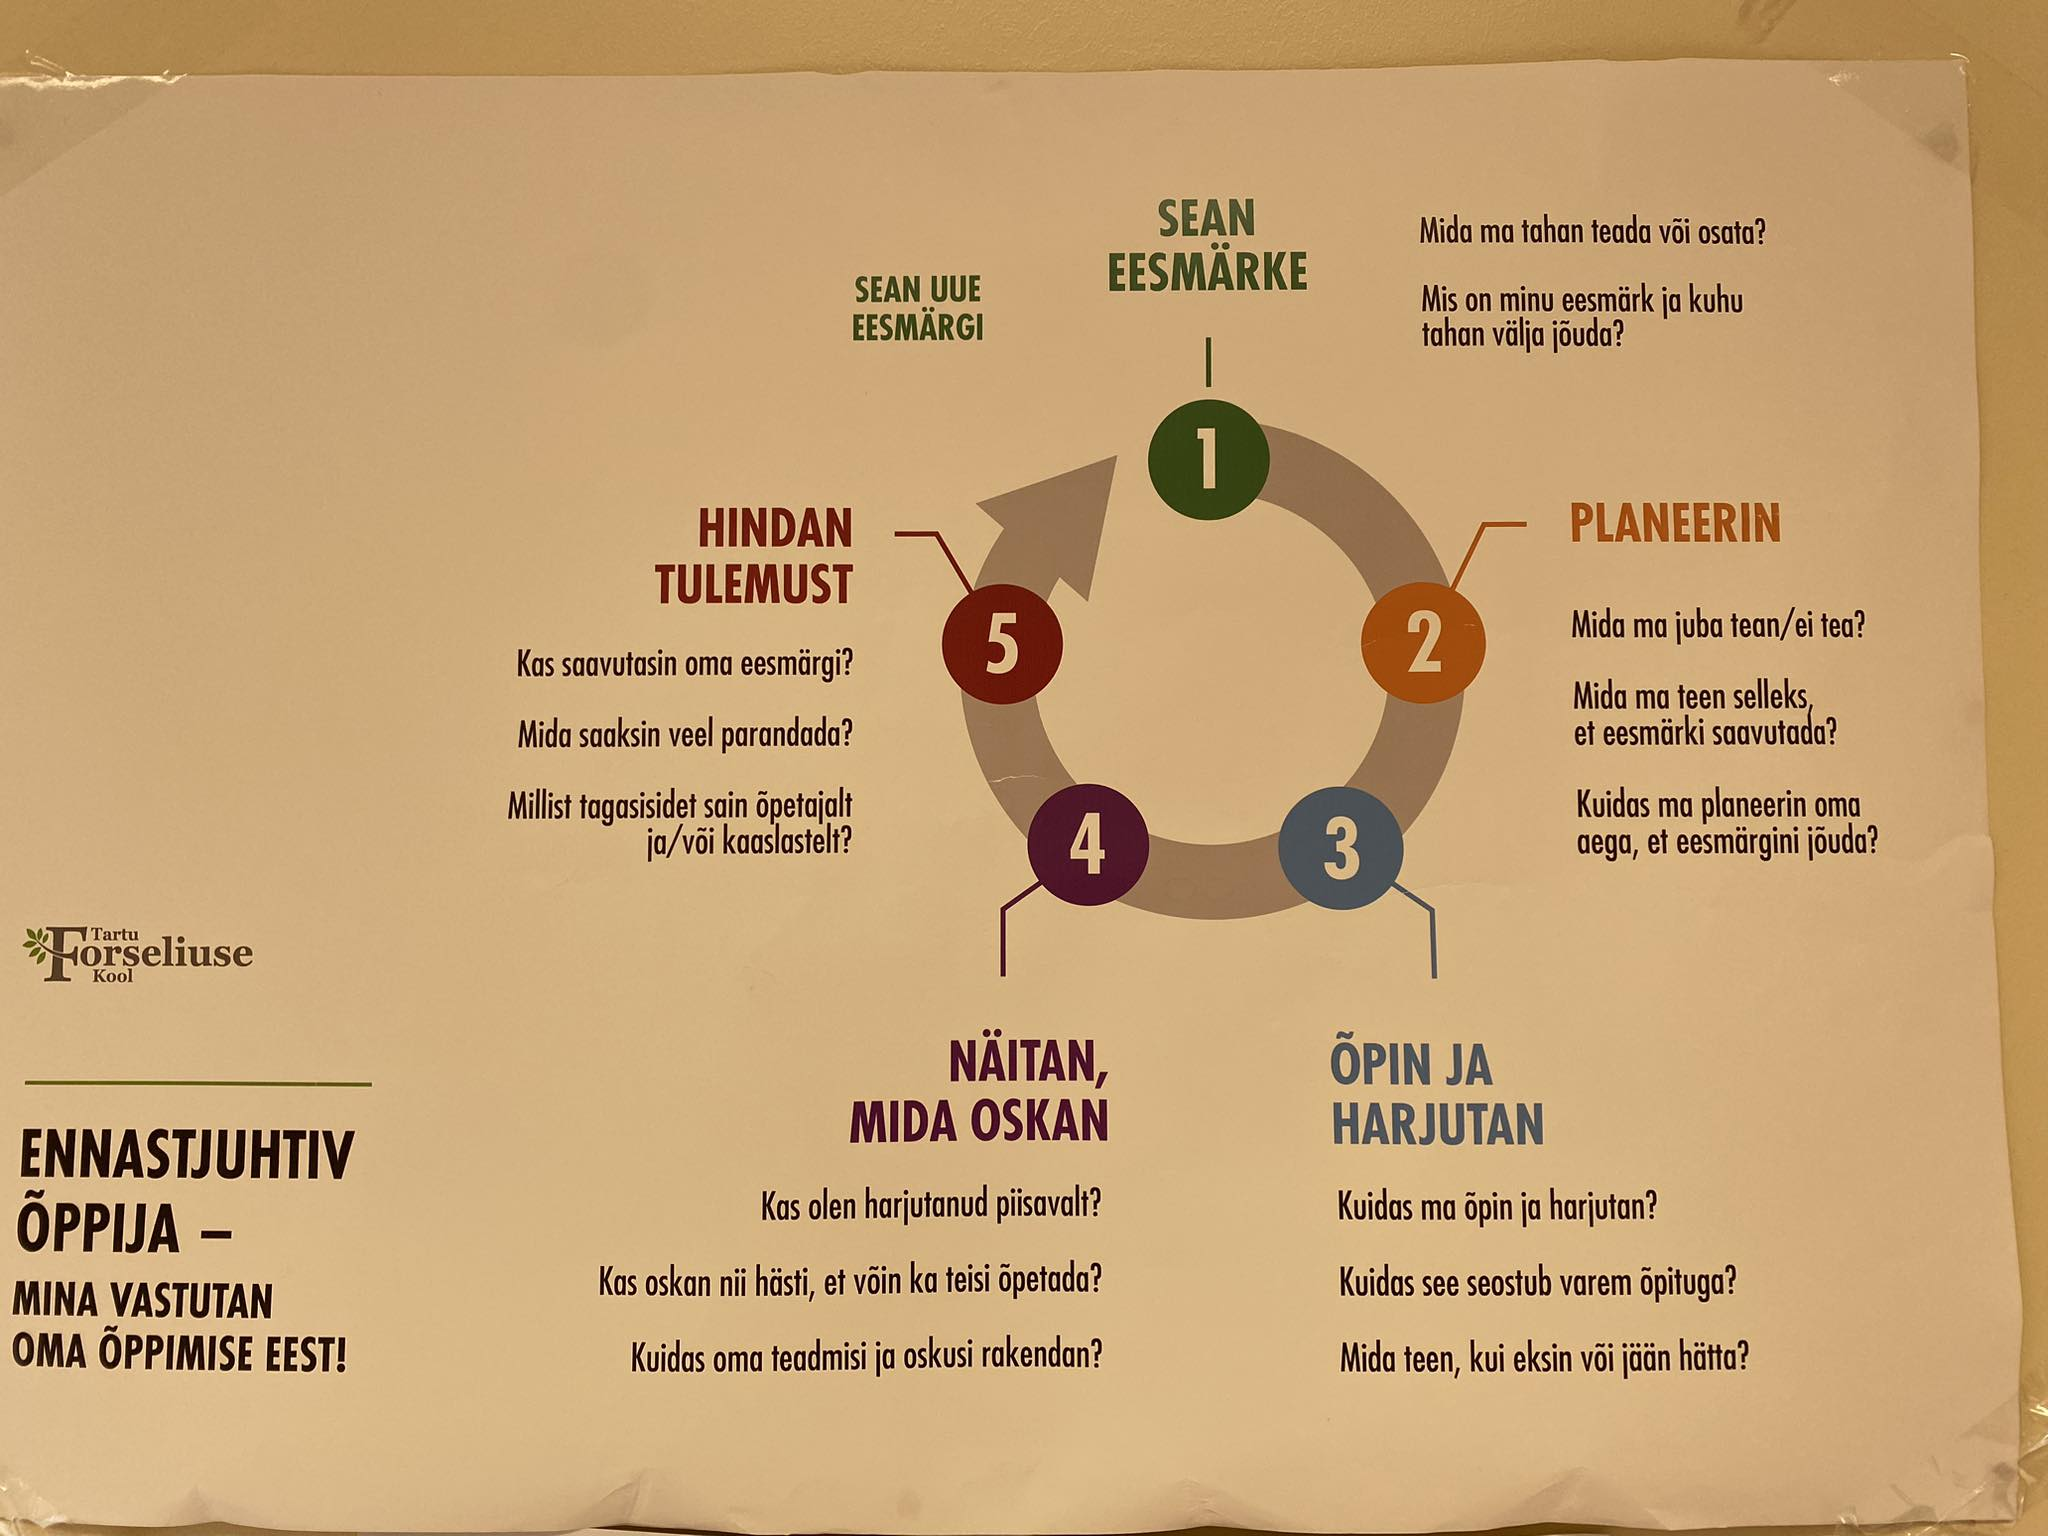 SEAN
EESMÄRKE
Mida ma tahan teada või osata?
Mis on minu eesmärk ja kuhu
tahan välja jõuda?
SEAN UUE
EESMÄRGI
1
PLANEERIN
2
Mida ma juba tean/ei tea?
Mida ma teen selleks,
et eesmärki saavutada?
Kuidas ma planeerin oma
aega, et eesmärgini jõuda?
HINDAN
TULEMUST
5
Kas saavutasin oma eesmärgi?
Mida saaksin veel parandada?
Millist tagasisidet sain õpetajalt
ja/või kaaslastelt?
4
3
NÄITAN,
MIDA OSKAN
Kas olen harjutanud piisavalt?
Kas oskan nii hästi, et võin ka teisi õpetada?
Kuidas oma teadmisi ja oskusi rakendan?
ÕPIN JA
HARJUTAN
Kuidas ma õpin ja harjutan?
Kuidas see seostub varem õpituga?
Mida teen, kui eksin või jään hätta?
Tartu
Forseliuse
Kool
ENNASTJUHTIV
ÕPPIJA –
MINA VASTUTAN
OMA ÕPPIMISE EEST!